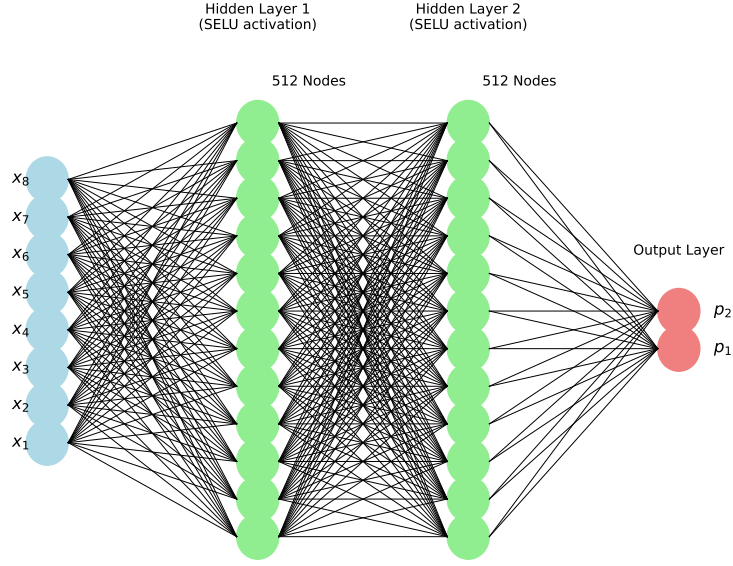 Hidden Layer 1
(SELU activation)
Hidden Layer 2
(SELU activation)
512 Nodes
512 Nodes
x₈
x₇
x₆
x₅
x₄
x₃
x₂
x₁
Output Layer
p₂
p₁